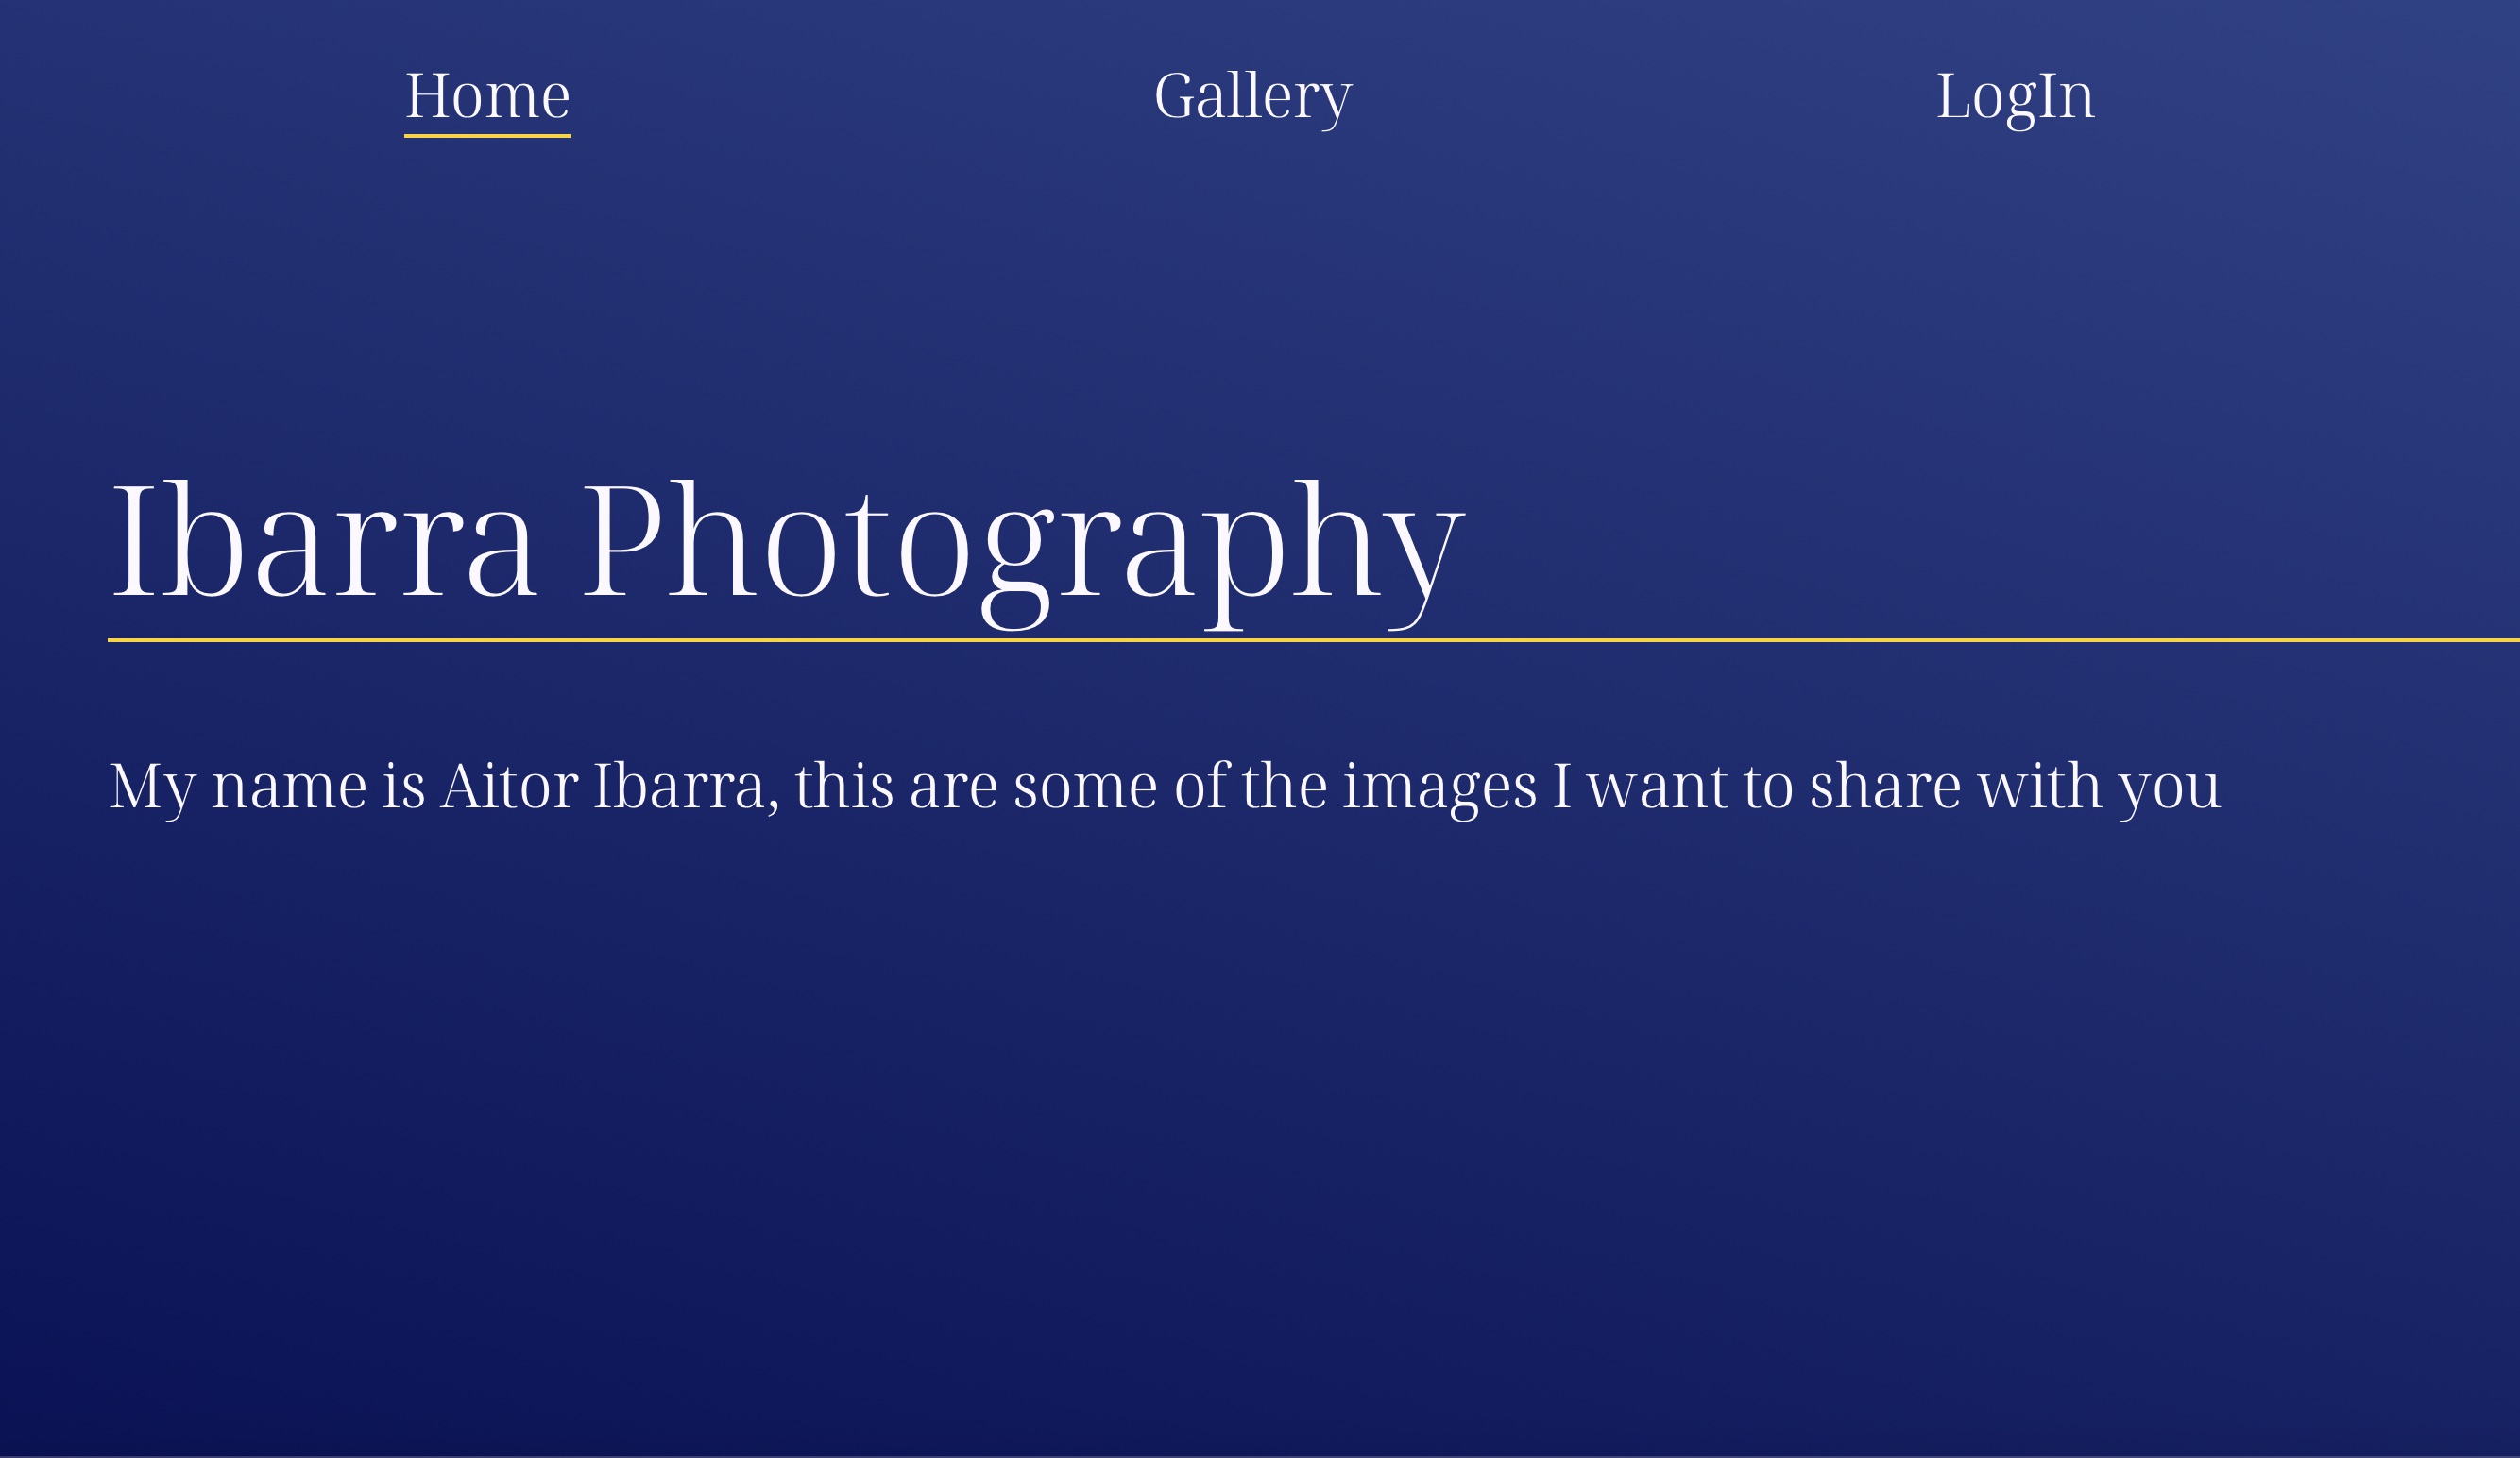 Home Gallery LogIn
Ibarra Photography
My name is Aitor Ibarra, this are some of the images I want to share with you